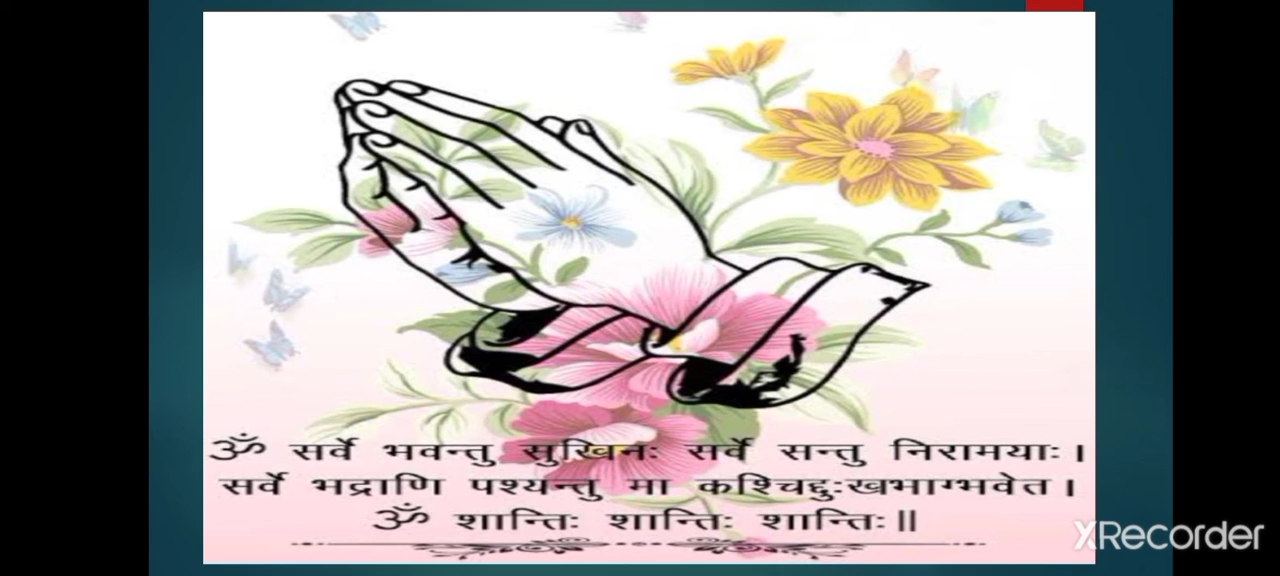 ॐ सर्वे भवन्तु सुखिनः सर्वे सन्तु निरामयाः।
सर्वे भद्राणि पश्यन्तु मा कश्चिद्दुःखभाग्भवेत।
ॐ शान्तिः शान्तिः शान्तिः॥
XRecorder